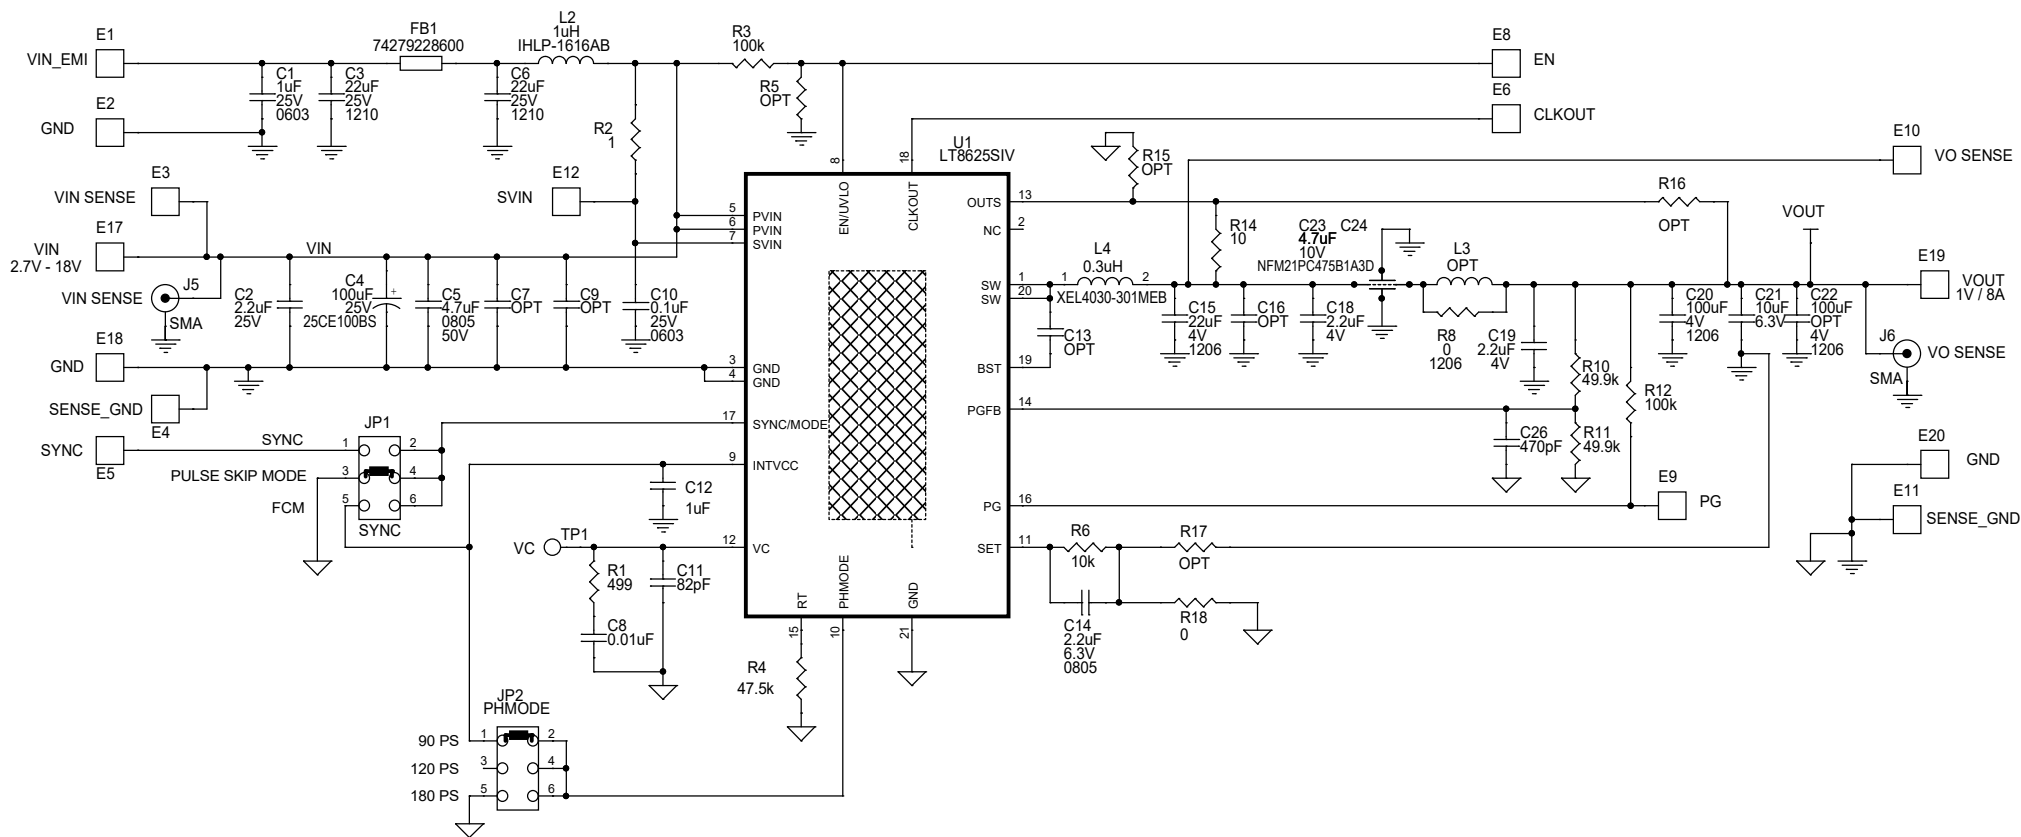 E1
VIN_EMI
E2
GND
FB1
74279228600
L2
1uH
IHLP-1616AB
C1
1uF
25V
0603
C3
22uF
25V
1210
C6
22uF
25V
1210
R3
100k
R5
OPT
R2
1
E8
EN
E6
CLKOUT
E3
VIN SENSE
E12
SVIN
E17
VIN
2.7V - 18V
VIN
VIN SENSE
J5
SMA
C2
2.2uF
25V
C4
100uF
25V
25CE100BS
+
C5
4.7uF
0805
50V
C7
OPT
C9
OPT
C10
0.1uF
25V
0603
E18
GND
SENSE_GND
E4
SYNC
E5
SYNC
PULSE SKIP MODE
FCM
JP1
1
2
3
4
5
6
SYNC
C12
1uF
VC
TP1
R1
499
C11
82pF
C8
0.01uF
R4
47.5k
JP2
PHMODE
90 PS
120 PS
180 PS
1
2
3
4
5
6
U1
LT8625SIV
8
EN/UVLO
18
CLKOUT
5
PVIN
6
PVIN
7
SVIN
3
GND
4
GND
17
SYNC/MODE
9
INTVCC
12
VC
15
RT
10
PHMODE
21
GND
OUTS
13
NC
2
SW
1
SW
20
BST
19
PGFB
14
PG
16
SET
11
R15
OPT
R14
10
L4
0.3uH
1
2
XEL4030-301MEB
C13
OPT
C15
22uF
4V
1206
C16
OPT
C18
2.2uF
4V
C23
4.7uF
10V
C24
NFM21PC475B1A3D
L3
OPT
R8
0
1206
C19
2.2uF
4V
R16
OPT
E10
VO SENSE
VOUT
E19
VOUT
1V / 8A
C20
100uF
4V
1206
C21
10uF
6.3V
C22
100uF
OPT
4V
1206
J6
VO SENSE
SMA
R10
49.9k
R12
100k
R11
49.9k
C26
470pF
E9
PG
R6
10k
R17
OPT
C14
2.2uF
6.3V
0805
R18
0
E20
GND
E11
SENSE_GND